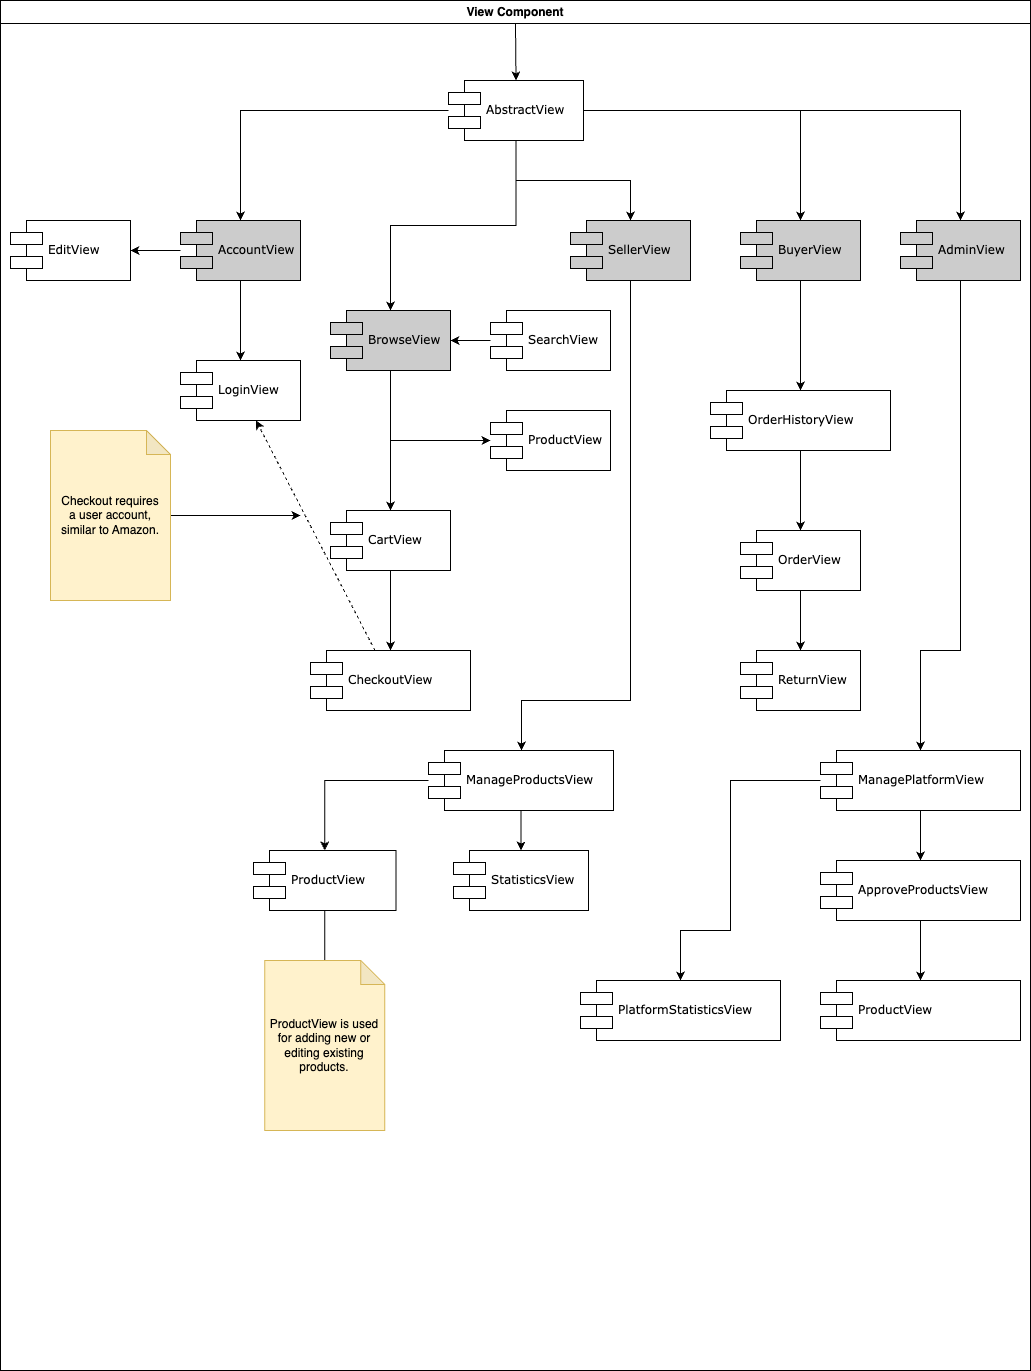 View Component
AbstractView
EditView
AccountView
SellerView
BuyerView
AdminView
BrowseView
SearchView
LoginView
OrderHistoryView
ProductView
Checkout requires
a user account,
similar to Amazon.
CartView
OrderView
CheckoutView
ReturnView
ManageProductsView
ManagePlatformView
ProductView
StatisticsView
ApproveProductsView
PlatformStatisticsView
ProductView
ProductView is used
for adding new or
editing existing
products.